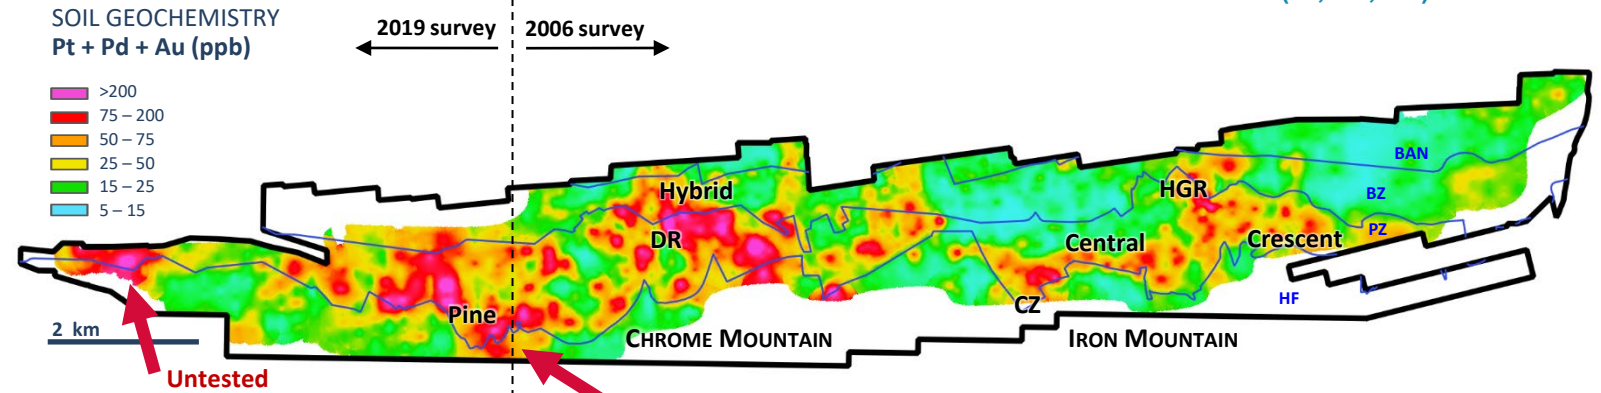 SOIL GEOCHEMISTRY
Pt + Pd + Au (ppb)
2019 survey
2006 survey
>200
75 – 200
50 – 75
25 – 50
15 – 25
5 – 15
BAN
Hybrid
HGR
BZ
PZ
DR
Central
Crescent
HF
CZ
Pine
2 km
CHROME MOUNTAIN
IRON MOUNTAIN
Untested